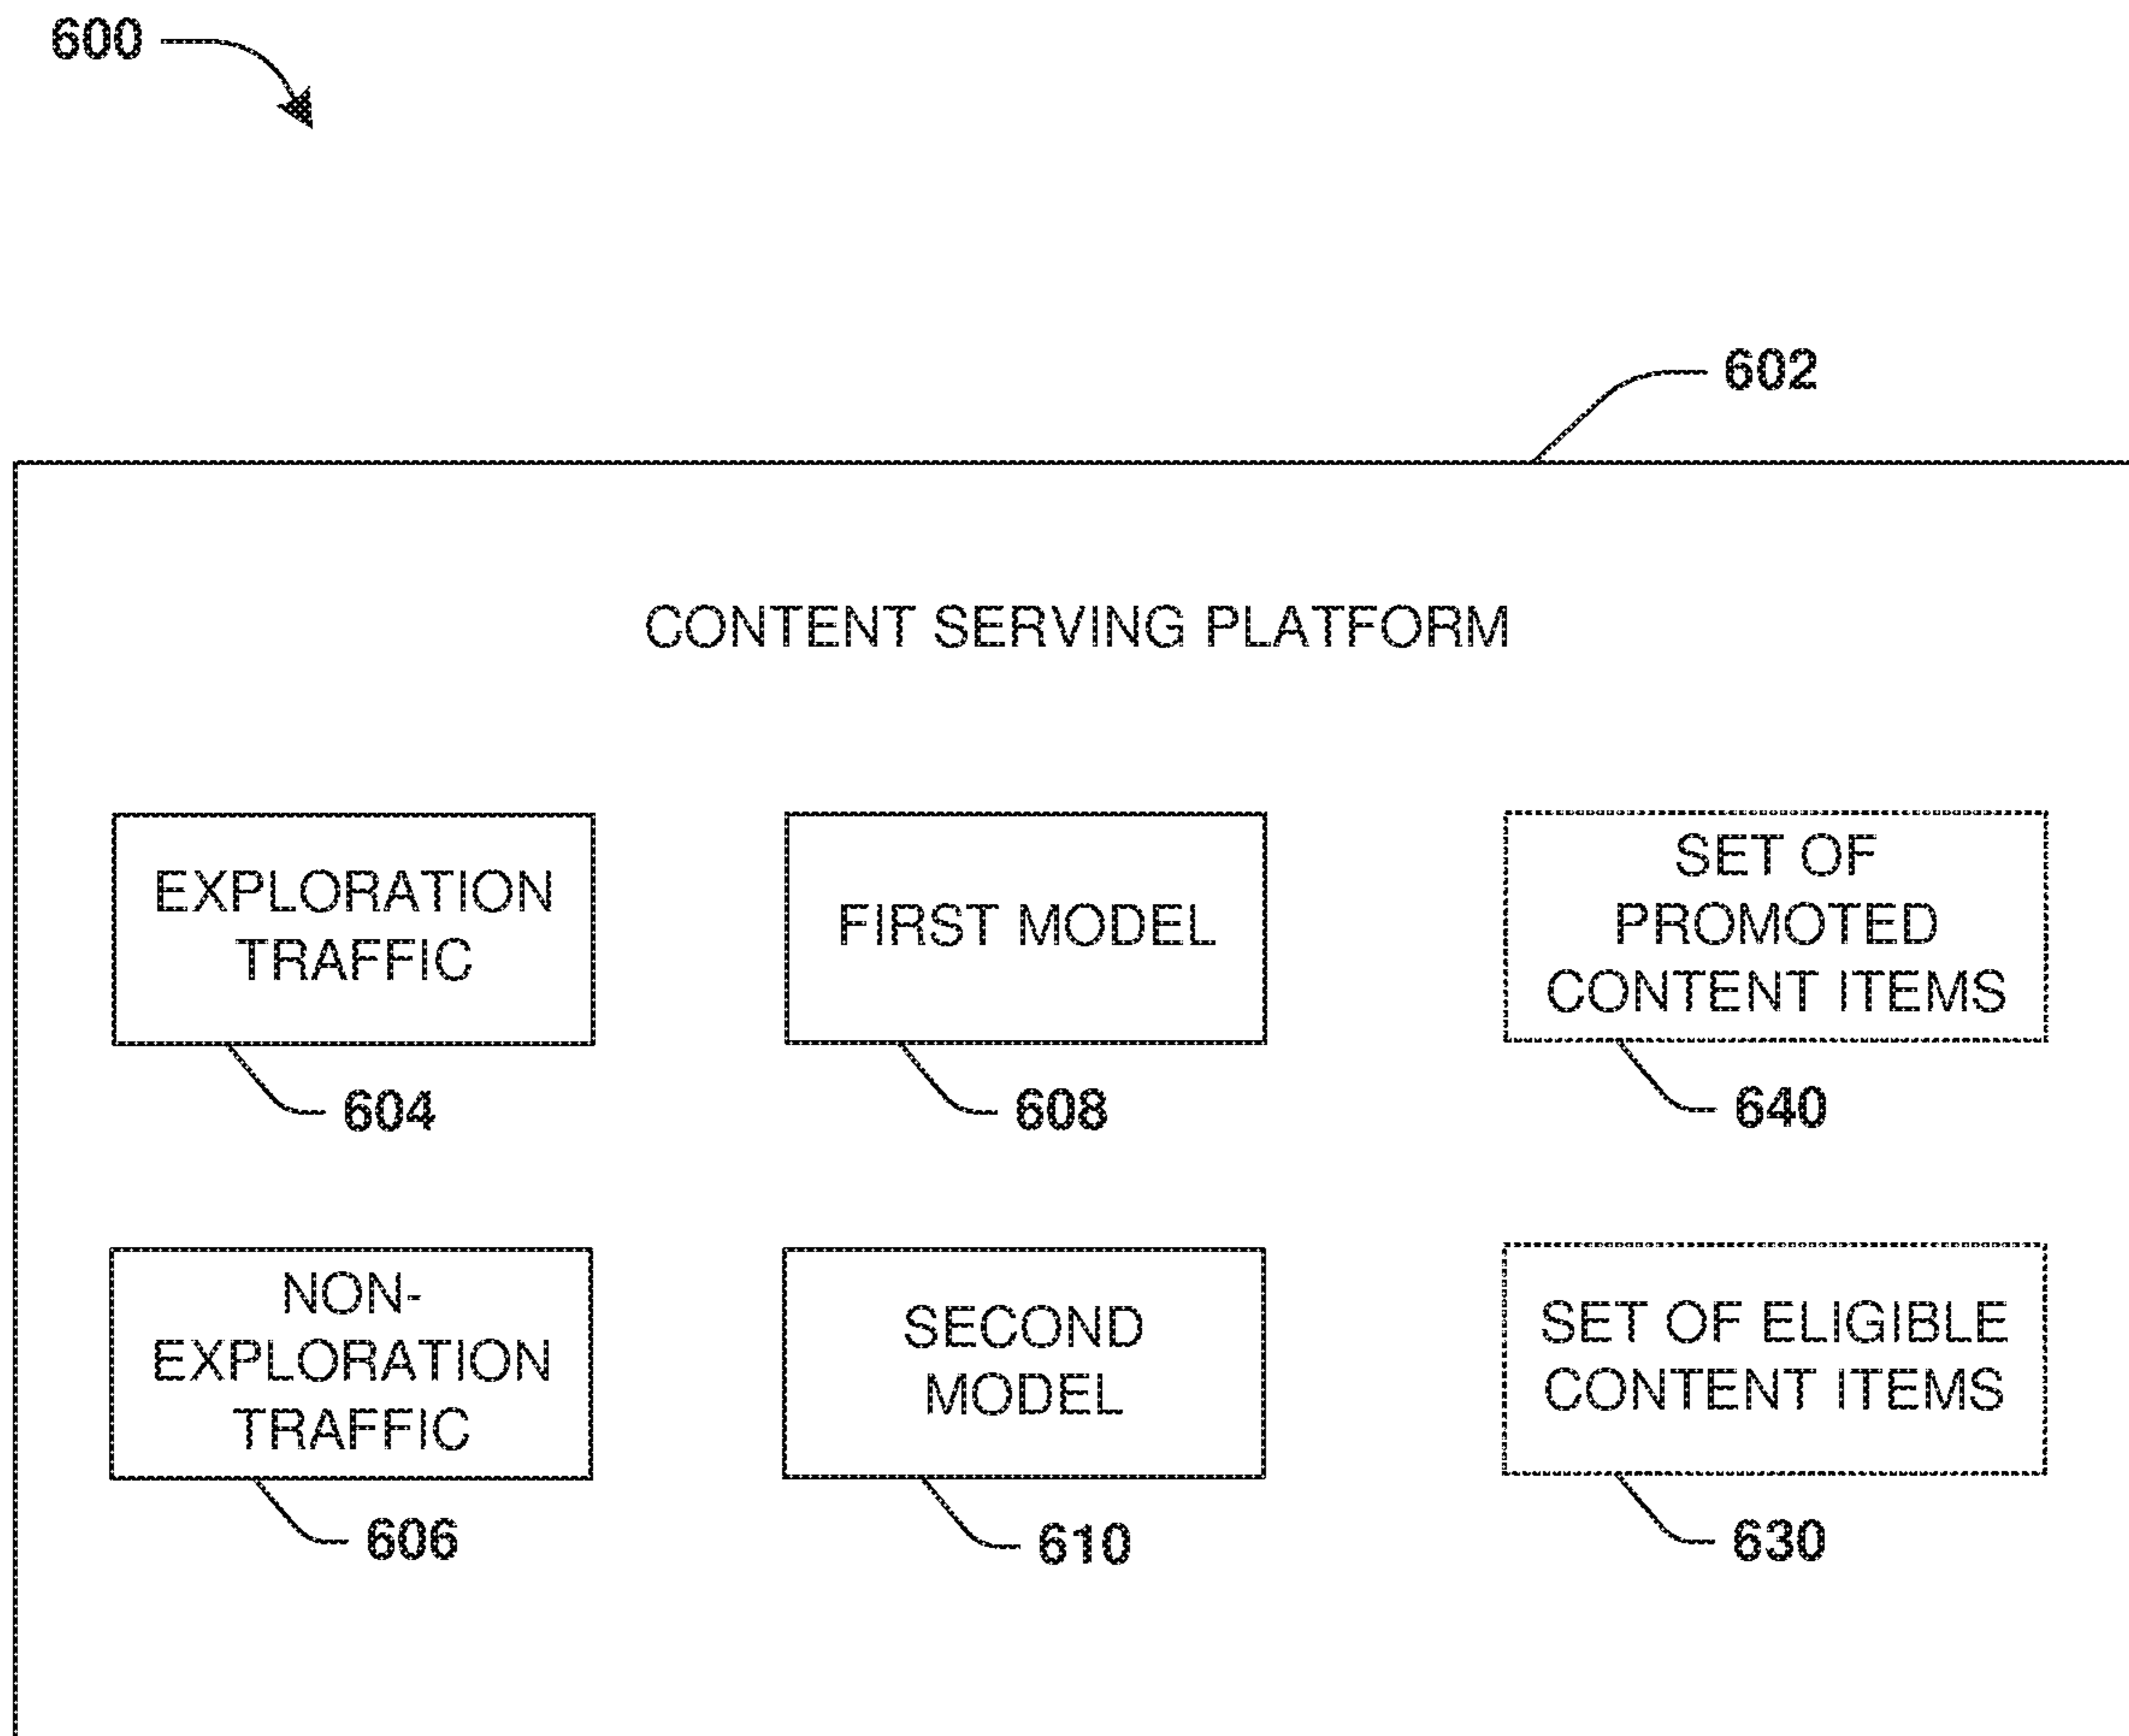 600
602
CONTENT SERVING PLATFORM
EXPLORATION
TRAFFIC
604
FIRST MODEL
608
SET OF
PROMOTED
CONTENT ITEMS
640
NON-
EXPLORATION
TRAFFIC
606
SECOND
MODEL
610
SET OF ELIGIBLE
CONTENT ITEMS
630